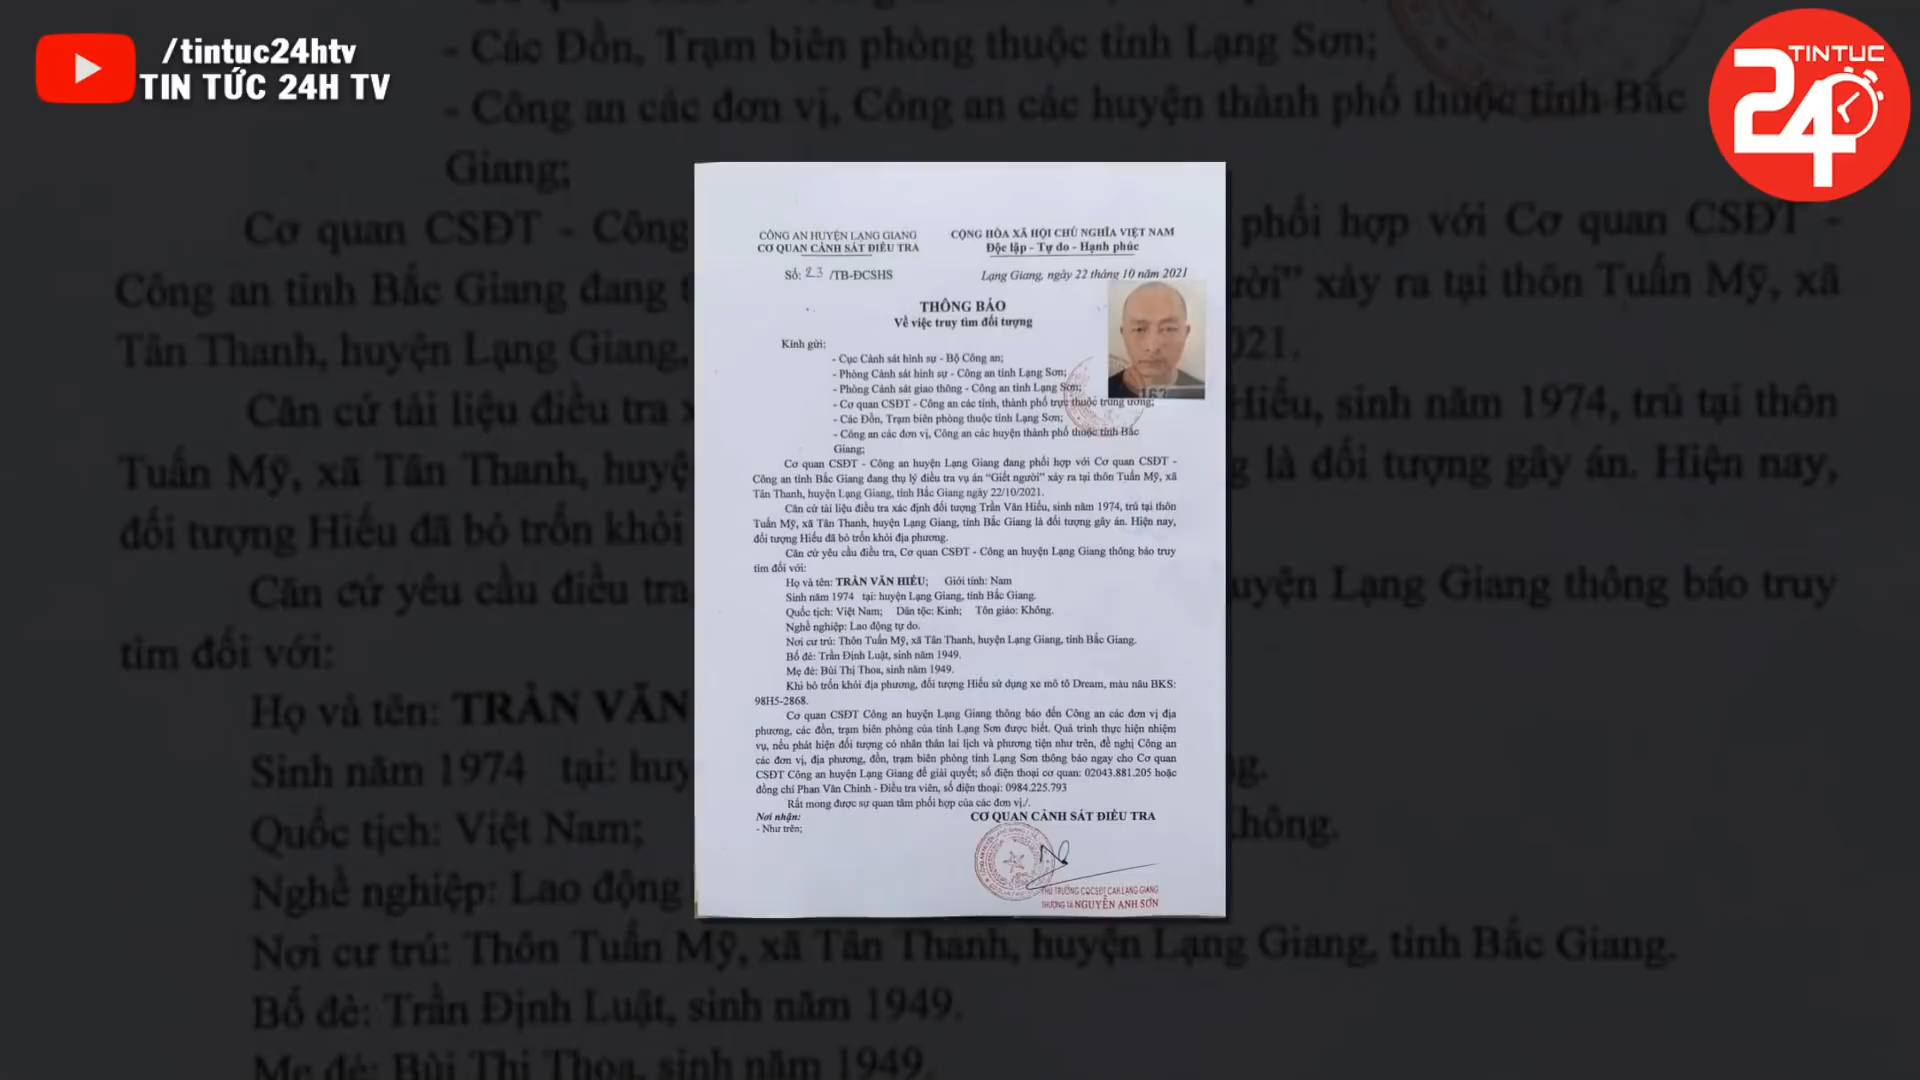 /tintuc24htv
TIN TỨC 24H TV
TINTUC
24
- Các Đồn, Trạm biên phòng thuộc tỉnh Lạng Sơn;
- Công an các đơn vị, Công an các huyện thành phố thuộc tỉnh Bắc
Giang;
CÔNG AN HUYỆN LẠNG GIANG
CƠ QUAN CẢNH SÁT ĐIỀU TRA
Số: 23 /TB-ĐCSHS
CỘNG HÒA XÃ HỘI CHỦ NGHĨA VIỆT NAM
Độc lập - Tự do - Hạnh phúc
Lạng Giang, ngày 22 tháng 10 năm 2021
THÔNG BÁO
Về việc truy tìm đối tượng
Kính gửi:
- Cục Cảnh sát hình sự - Bộ Công an;
- Phòng Cảnh sát hình sự - Công an tỉnh Lạng Sơn;
- Phòng Cảnh sát giao thông - Công an tỉnh Lạng Sơn;
- Cơ quan CSĐT - Công an các tỉnh, thành phố trực thuộc trung ương;
- Các Đồn, Trạm biên phòng thuộc tỉnh Lạng Sơn;
- Công an các đơn vị, Công an các huyện thành phố thuộc tỉnh Bắc
Giang;
Cơ quan CSĐT - Công an huyện Lạng Giang đang phối hợp với Cơ quan CSĐT -
Công an tỉnh Bắc Giang đang thụ lý điều tra vụ án “Giết người” xảy ra tại thôn Tuấn Mỹ, xã
Tân Thanh, huyện Lạng Giang, tỉnh Bắc Giang ngày 22/10/2021.
Căn cứ tài liệu điều tra xác định đối tượng Trần Văn Hiếu, sinh năm 1974, trú tại thôn
Tuấn Mỹ, xã Tân Thanh, huyện Lạng Giang, tỉnh Bắc Giang là đối tượng gây án. Hiện nay,
đối tượng Hiếu đã bỏ trốn khỏi địa phương.
Căn cứ yêu cầu điều tra, Cơ quan CSĐT - Công an huyện Lạng Giang thông báo truy
tìm đối với:
Họ và tên: TRẦN VĂN HIẾU; Giới tính: Nam
Sinh năm 1974 tại: huyện Lạng Giang, tỉnh Bắc Giang.
Quốc tịch: Việt Nam; Dân tộc: Kinh; Tôn giáo: Không.
Nghề nghiệp: Lao động tự do.
Nơi cư trú: Thôn Tuấn Mỹ, xã Tân Thanh, huyện Lạng Giang, tỉnh Bắc Giang.
Bố đẻ: Trần Định Luật, sinh năm 1949.
Mẹ đẻ: Bùi Thị Thoa, sinh năm 1949.
Khi bỏ trốn khỏi địa phương, đối tượng Hiếu sử dụng xe mô tô Dream, màu nâu BKS:
98H5-2868.
Cơ quan CSĐT Công an huyện Lạng Giang thông báo đến Công an các đơn vị địa
phương, các đồn, trạm biên phòng của tỉnh Lạng Sơn được biết. Quá trình thực hiện nhiệm
vụ, nếu phát hiện đối tượng có nhân thân lai lịch và phương tiện như trên, đề nghị Công an
các đơn vị, địa phương, đồn, trạm biên phòng tỉnh Lạng Sơn thông báo ngay cho Cơ quan
CSĐT Công an huyện Lạng Giang để giải quyết; số điện thoại cơ quan: 02043.881.205 hoặc
đồng chí Phan Văn Chinh - Điều tra viên, số điện thoại: 0984.225.793
Rất mong được sự quan tâm phối hợp của các đơn vị./.
Nơi nhận:
- Như trên;
CƠ QUAN CẢNH SÁT ĐIỀU TRA
THỦ TRƯỞNG CQCSĐT CAH LẠNG GIANG
THƯỢNG TÁ NGUYỄN ANH SƠN
Cơ quan CSĐT - Công phối hợp với Cơ quan CSĐT -
Công an tỉnh Bắc Giang đang xảy ra tại thôn Tuấn Mỹ, xã
Tân Thanh, huyện Lạng Giang,
Căn cứ tài liệu điều tra Hiếu, sinh năm 1974, trú tại thôn
Tuấn Mỹ, xã Tân Thanh, là đối tượng gây án. Hiện nay,
đối tượng Hiếu đã bỏ trốn khỏi
Căn cứ yêu cầu điều tra Lạng Giang thông báo truy
tìm đối với:
Họ và tên: TRẦN VĂN
Sinh năm 1974 tại:
Quốc tịch: Việt Nam; Không.
Nghề nghiệp: Lao động
Nơi cư trú: Thôn Tuấn Mỹ, xã Tân Thanh, huyện Lạng Giang, tỉnh Bắc Giang.
Bố đẻ: Trần Định Luật, sinh năm 1949.
Mẹ đẻ: Bùi Thị Thoa, sinh năm 1949.